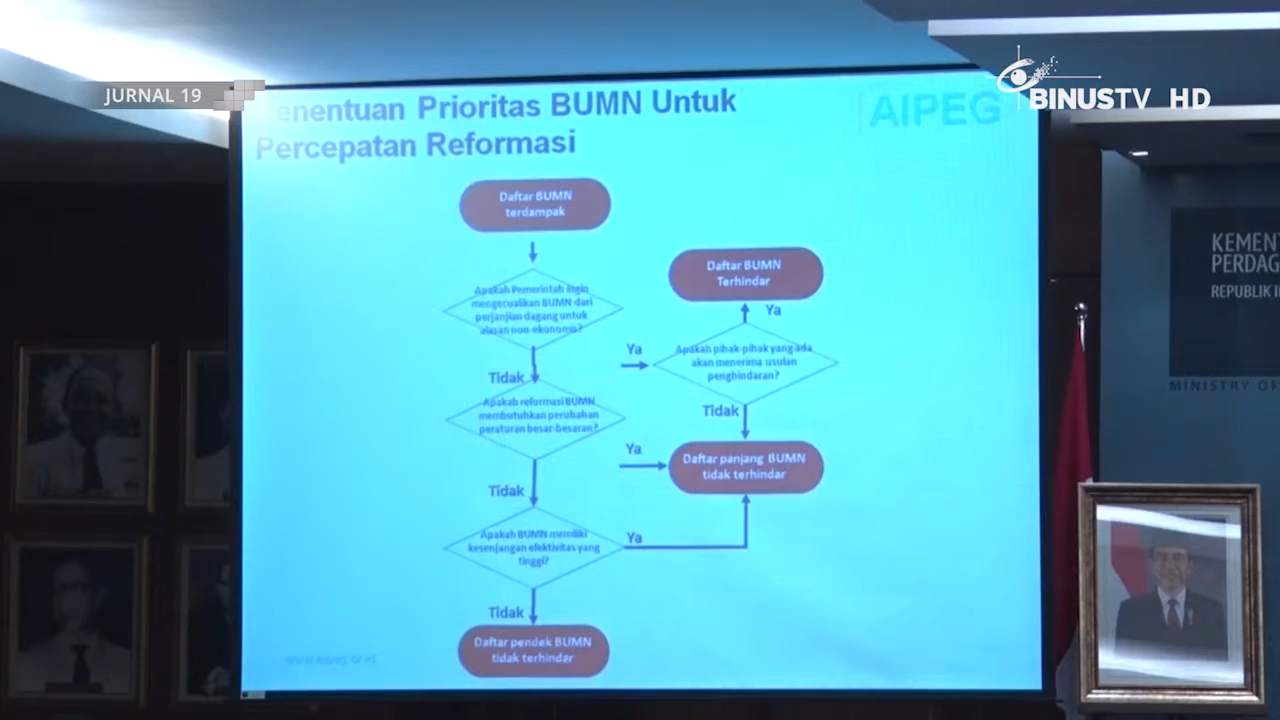 JURNAL 19
BINUSTV HD
enentuan Prioritas BUMN Untuk
Percepatan Reformasi
AIPEG
Daftar BUMN
terdampak
Apakah Pemerintah ingin
mengecualikan BUMN dari
perjanjian dagang untuk
alasan non-ekonomis?
Ya
Tidak
Daftar BUMN
Terhindar
Ya
Apakah pihak-pihak yang ada
akan menerima usulan
penghindaran?
Tidak
Apakah reformasi BUMN
membutuhkan perubahan
peraturan besar-besaran?
Ya
Tidak
Daftar panjang BUMN
tidak terhindar
Apakah BUMN memiliki
kesenjangan efektivitas yang
tinggi?
Ya
Tidak
Daftar pendek BUMN
tidak terhindar
KEMEN
PERDAG
REPUBLIK I
MINISTRY OF